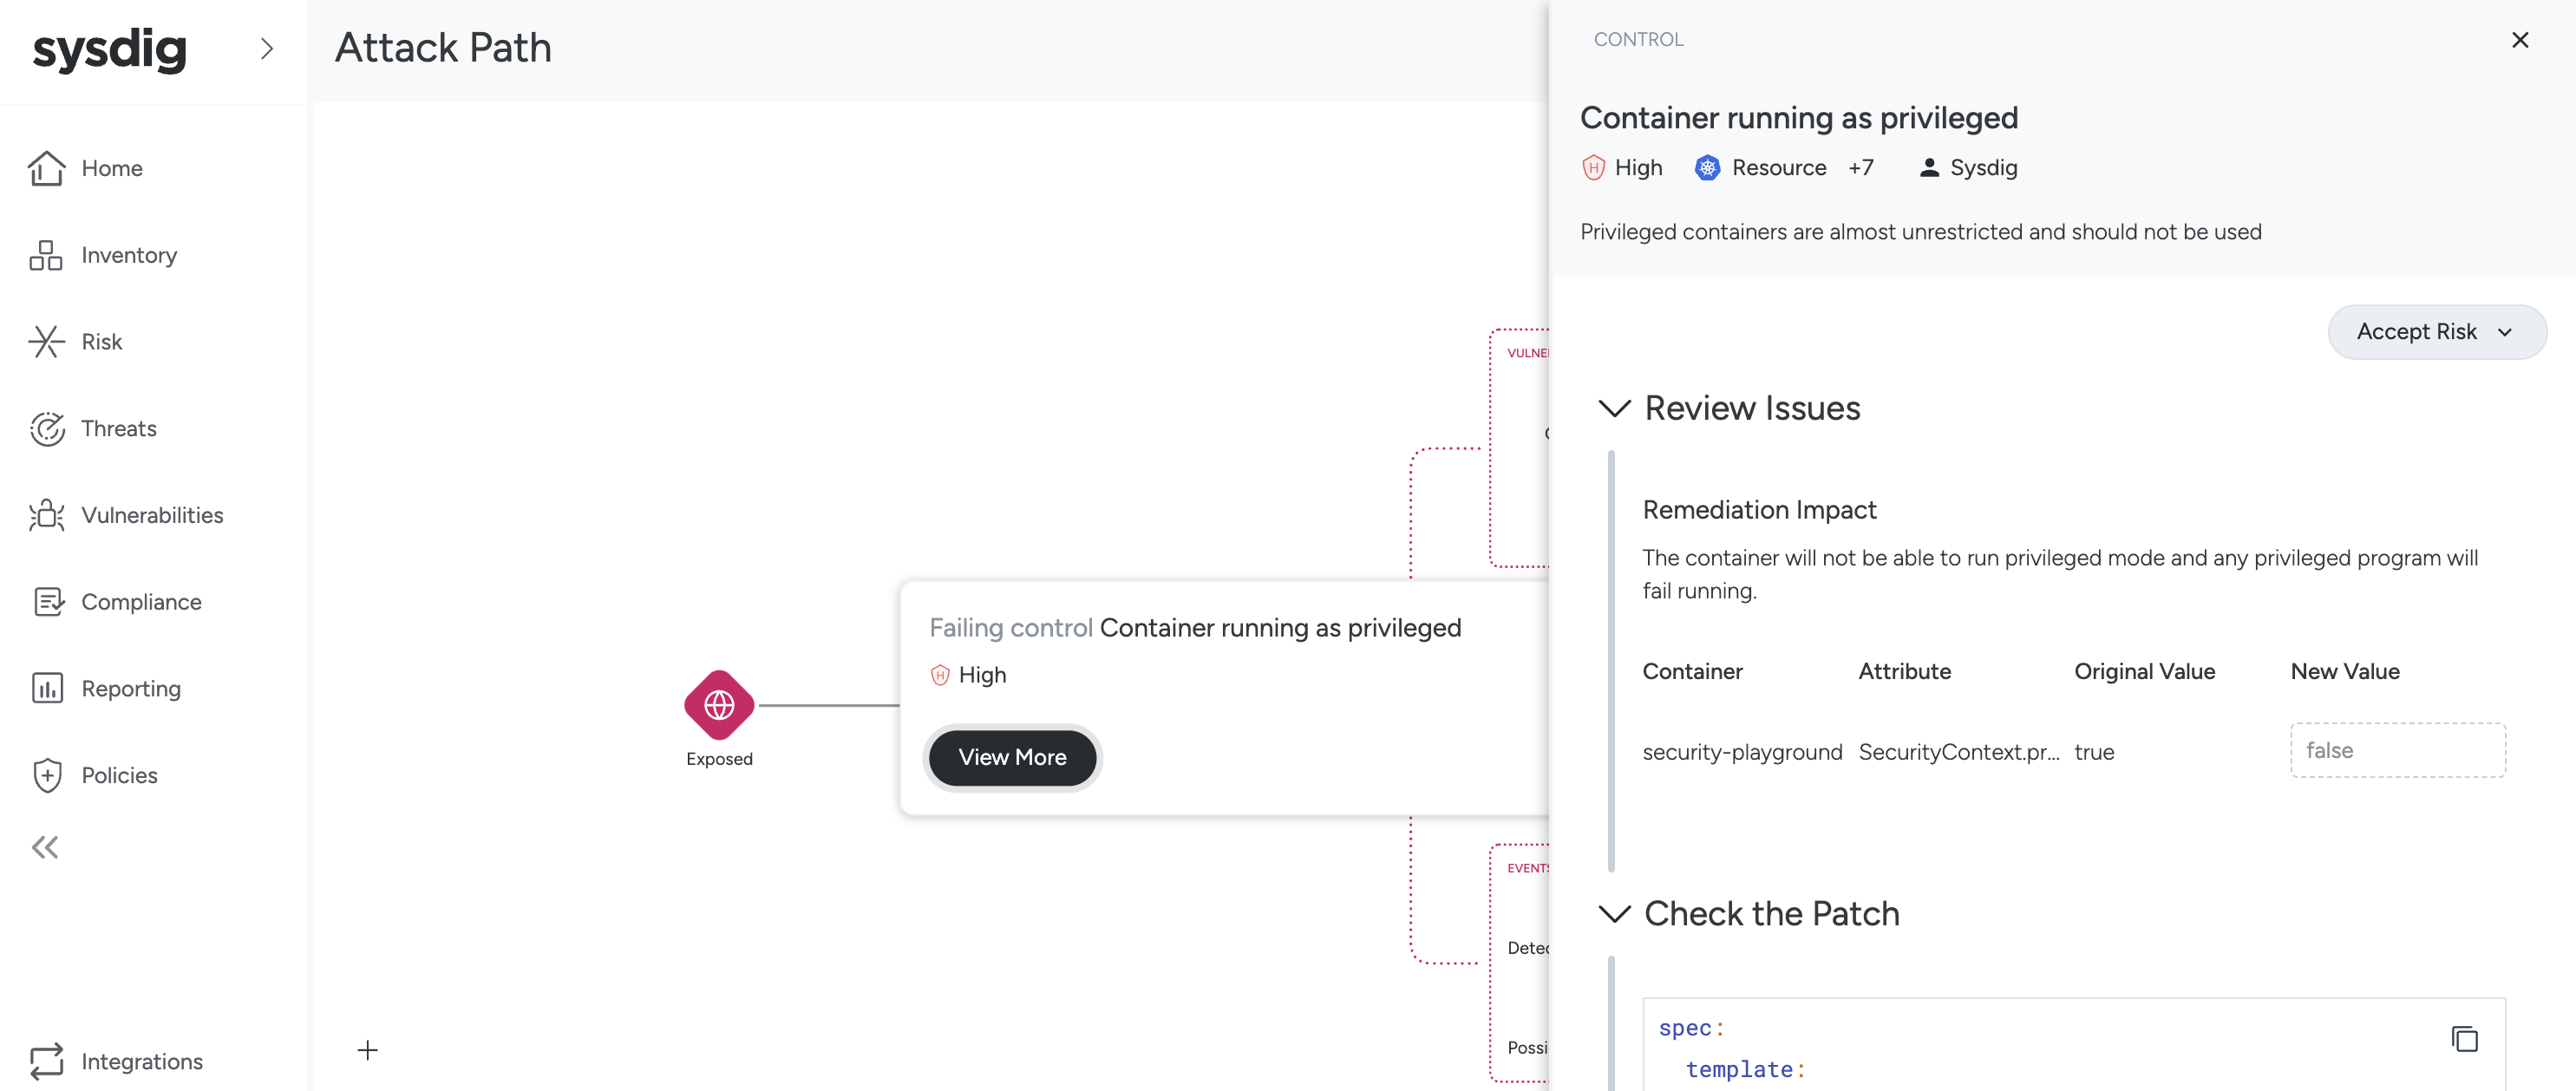 sysdig
Home
Inventory
Risk
Threats
Vulnerabilities
Compliance
Reporting
Policies
Integrations
Attack Path
Exposed
Failing control Container running as privileged
High
View More
CONTROL
Container running as privileged
High Resource +7 Sysdig
Privileged containers are almost unrestricted and should not be used
Accept Risk
Review Issues
Remediation Impact
The container will not be able to run privileged mode and any privileged program will
fail running.
Container Attribute Original Value New Value
security-playground SecurityContext.pr... true false
Check the Patch
spec:
template: